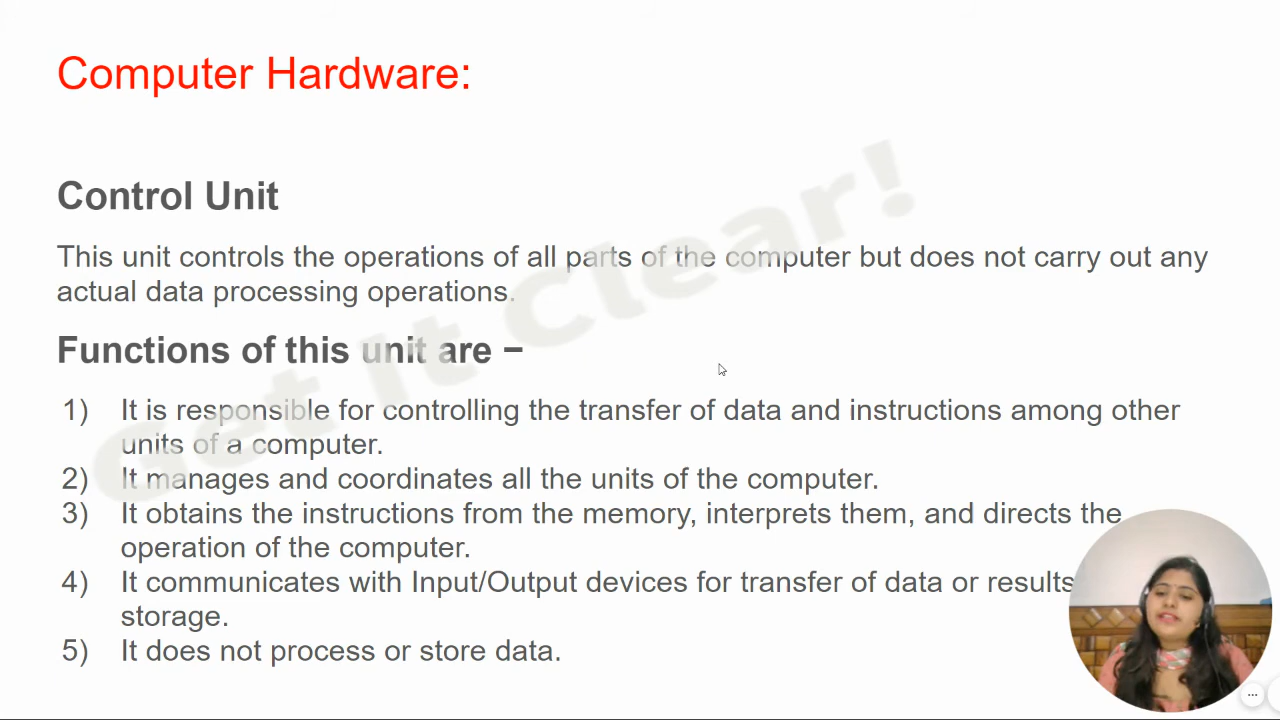 Computer Hardware:
Control Unit
This unit controls the operations of all parts of the computer but does not carry out any
actual data processing operations.
Functions of this unit are −
1) It is responsible for controlling the transfer of data and instructions among other
units of a computer.
2) It manages and coordinates all the units of the computer.
3) It obtains the instructions from the memory, interprets them, and directs the
operation of the computer.
4) It communicates with Input/Output devices for transfer of data or results
storage.
5) It does not process or store data.
Get It Clear!